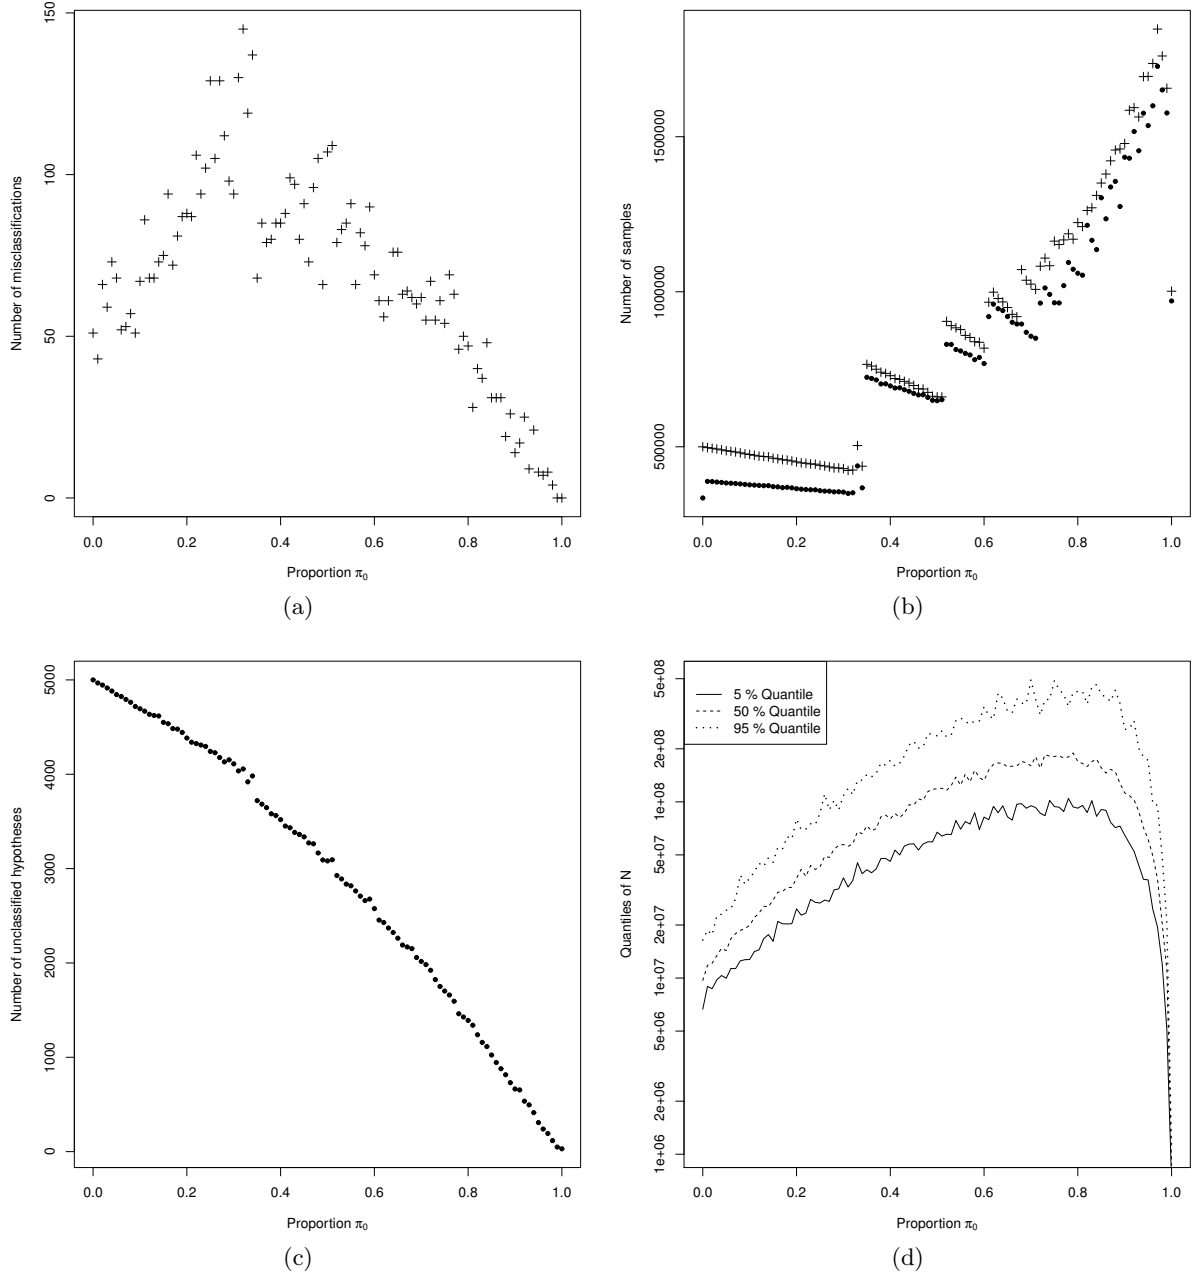 Number of misclassifications
150
100
50
0
0.0 0.2 0.4 0.6 0.8 1.0
Proportion π₀
(a)
Number of samples
1500000
1000000
500000
0.0 0.2 0.4 0.6 0.8 1.0
Proportion π₀
(b)
Number of unclassified hypotheses
5000
4000
3000
2000
1000
0
0.0 0.2 0.4 0.6 0.8 1.0
Proportion π₀
(c)
Quantiles of N
5e+08
2e+08
1e+08
5e+07
2e+07
1e+07
5e+06
2e+06
1e+06
5 % Quantile
50 % Quantile
95 % Quantile
0.0 0.2 0.4 0.6 0.8 1.0
Proportion π₀
(d)